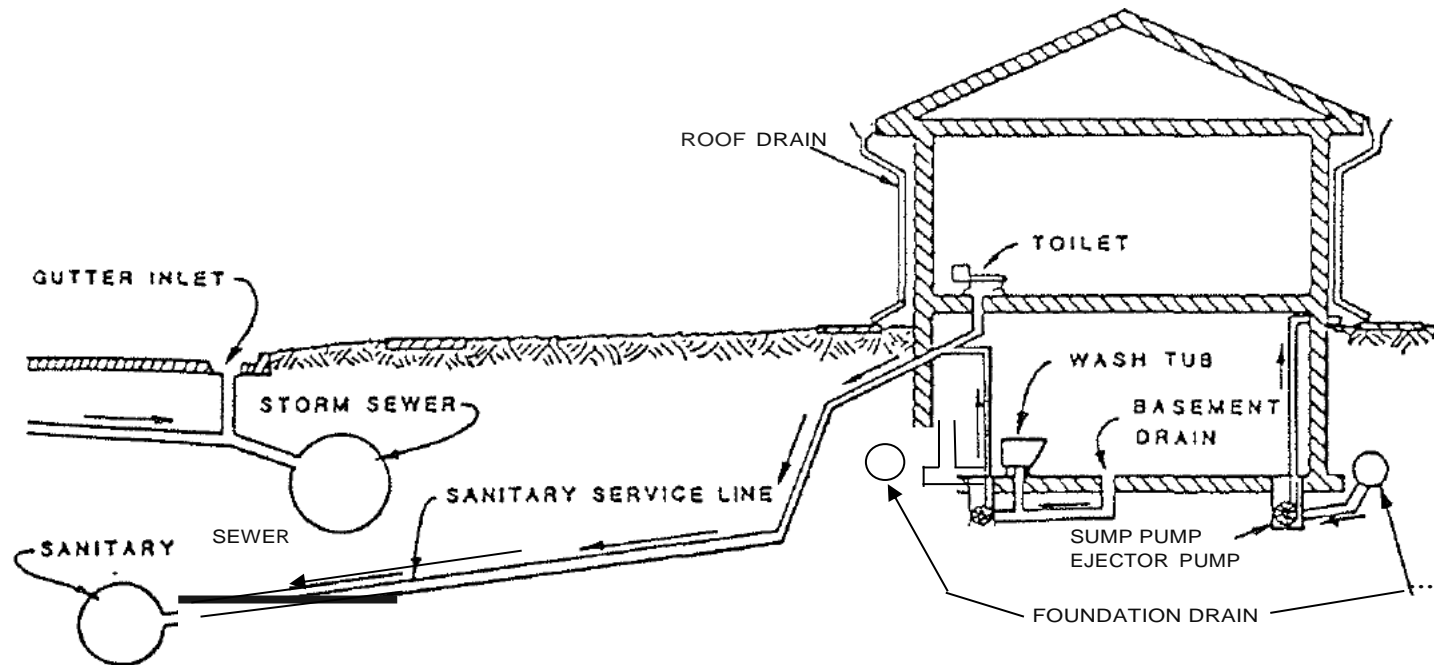 ROOF DRAIN
TOILET
GUTTER INLET
WASH TUB
STORM SEWER
BASEMENT
DRAIN
SANITARY SERVICE LINE
SEWER
SANITARY
SUMP PUMP
EJECTOR PUMP
FOUNDATION DRAIN